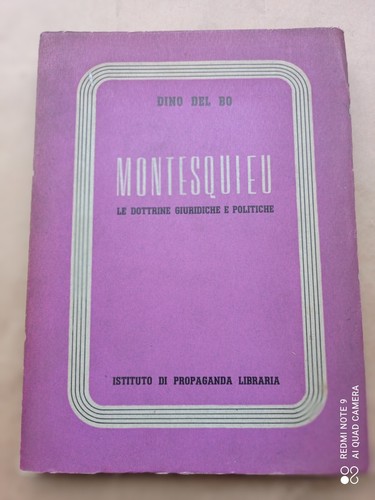 DINO DEL BO
MONTESQUIEU
LE DOTTRINE GIURIDICHE E POLITICHE
ISTITUTO DI PROPAGANDA LIBRARIA
REDMI NOTE 9
AI QUAD CAMERA